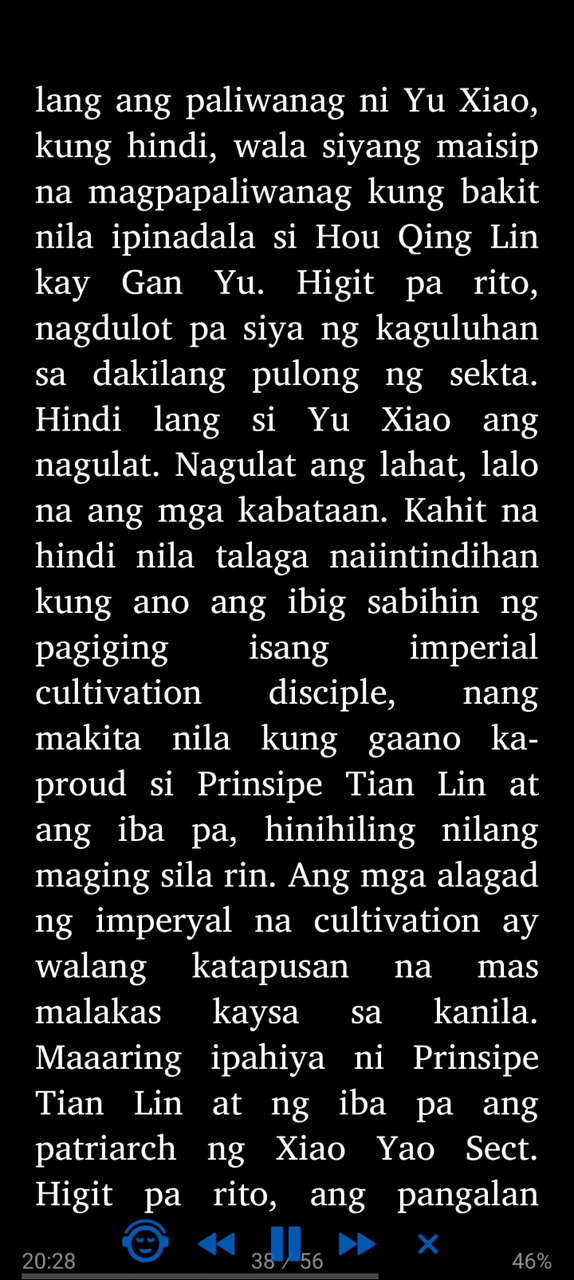 lang ang paliwanag ni Yu Xiao,
kung hindi, wala siyang maisip
na magpapaliwanag kung bakit
nila ipinadala si Hou Qing Lin
kay Gan Yu. Higit pa rito,
nagdulot pa siya ng kaguluhan
sa dakilang pulong ng sekta.
Hindi lang si Yu Xiao ang
nagulat. Nagulat ang lahat, lalo
na ang mga kabataan. Kahit na
hindi nila talaga naiintindihan
kung ano ang ibig sabihin ng
pagiging isang imperial
cultivation disciple, nang
makita nila kung gaano ka-
proud si Prinsipe Tian Lin at
ang iba pa, hinihiling nilang
maging sila rin. Ang mga alagad
ng imperyal na cultivation ay
walang katapusan na mas
malakas kaysa sa kanila.
Maaaring ipahiya ni Prinsipe
Tian Lin at ng iba pa ang
patriarch ng Xiao Yao Sect.
Higit pa rito, ang pangalan
20:28 38 / 56 46%